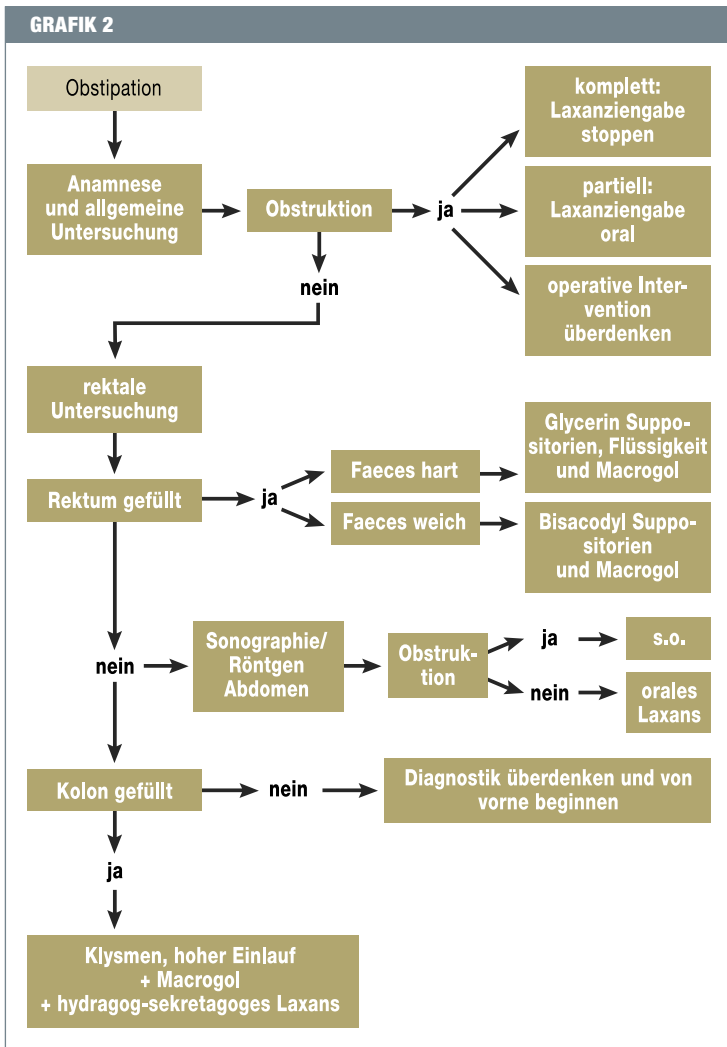 GRAFIK 2
Obstipation
Anamnese
und allgemeine
Untersuchung
Obstruktion
ja
komplett:
Laxanziengabe
stoppen
partiell:
Laxanziengabe
oral
operative Inter-
vention
überdenken
nein
rektale
Untersuchung
Rektum gefüllt
ja
Faeces hart
Glycerin Suppo-
sitorien, Flüssigkeit
und Macrogol
Faeces weich
Bisacodyl Suppo-
sitorien
und Macrogol
nein
Sonographie/
Röntgen
Abdomen
Obstruk-
tion
ja
s.o.
nein
orales
Laxans
Kolon gefüllt
nein
Diagnostik überdenken und von
vorne beginnen
ja
Klysmen, hoher Einlauf
+ Macrogol
+ hydragog-sekretagoges Laxans